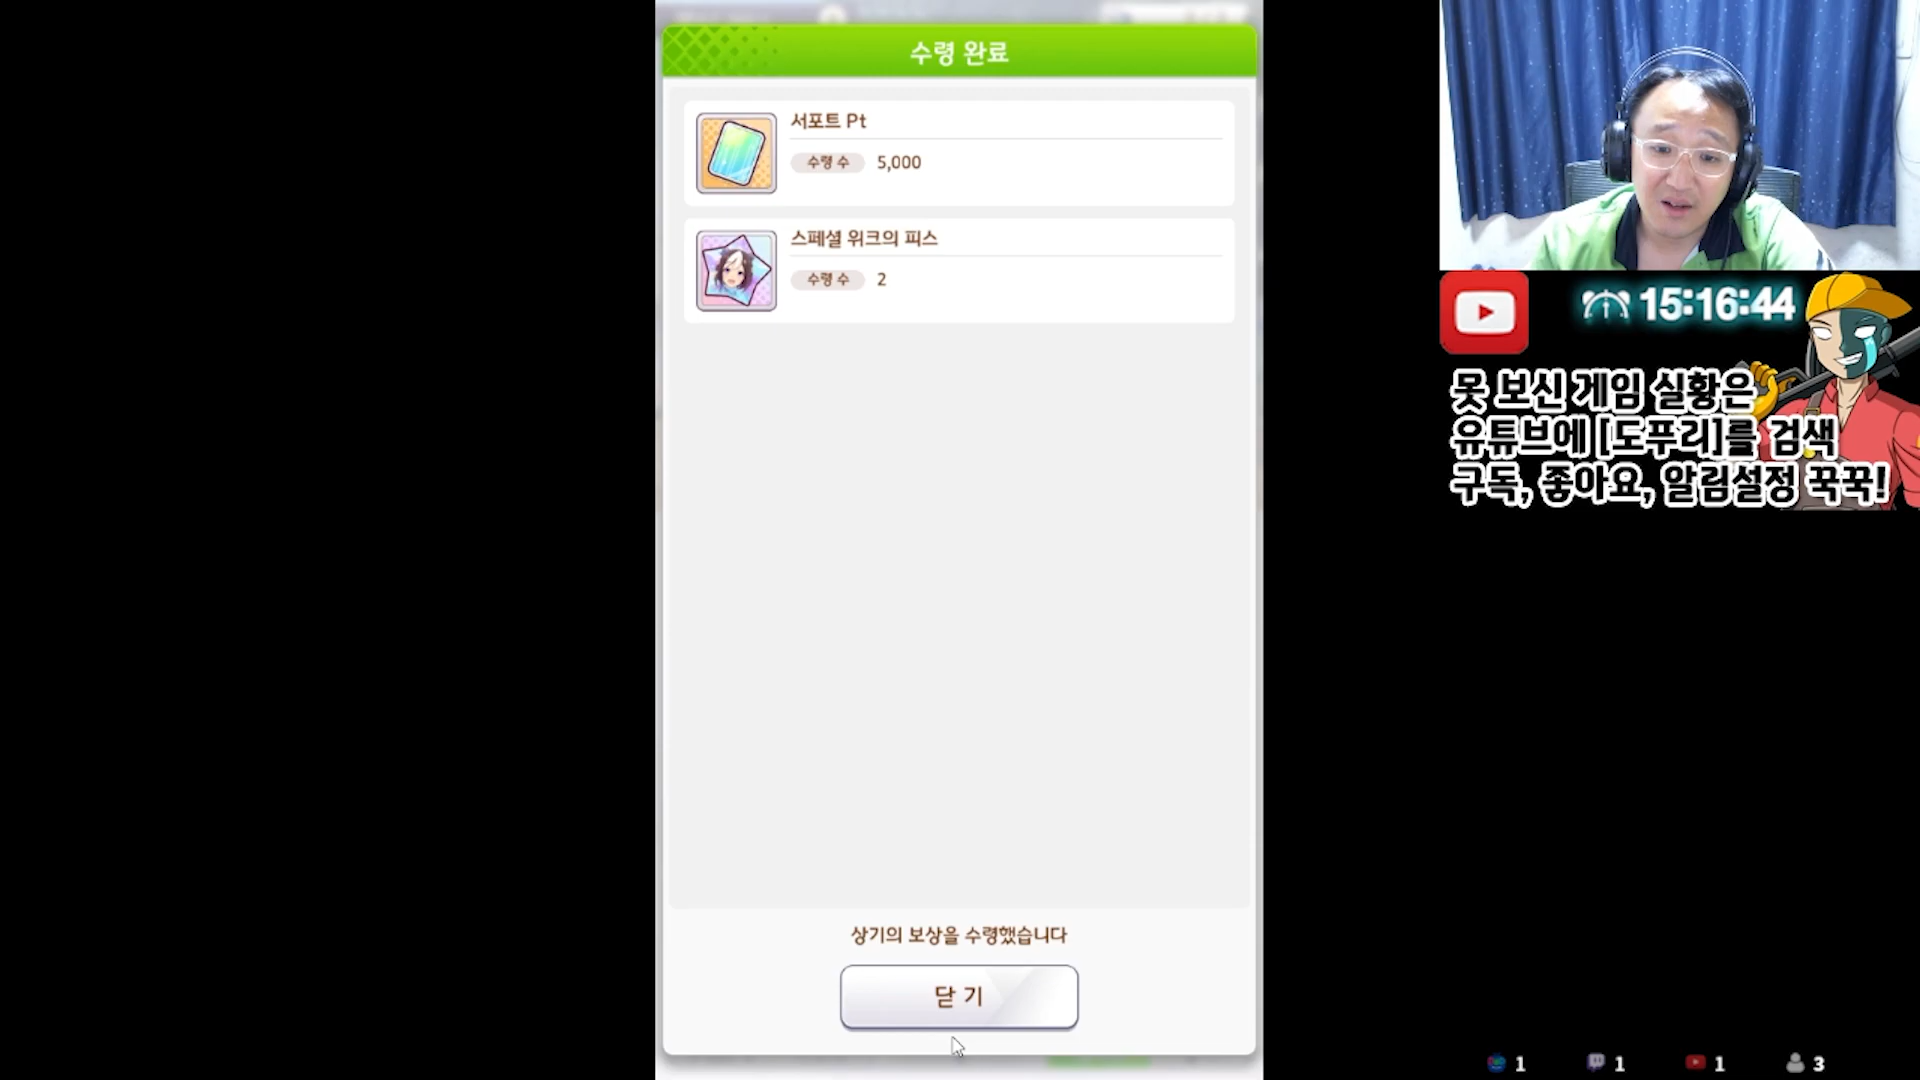 수령 완료
서포트 Pt
수령 수 5,000
스페셜 위크의 피스
수령 수 2
상기의 보상을 수령했습니다
닫 기
15:16:44
못 보신 게임 실황은
유튜브에 [도푸리]를 검색
구독, 좋아요, 알림설정 꾹꾹!
1 1 1 3